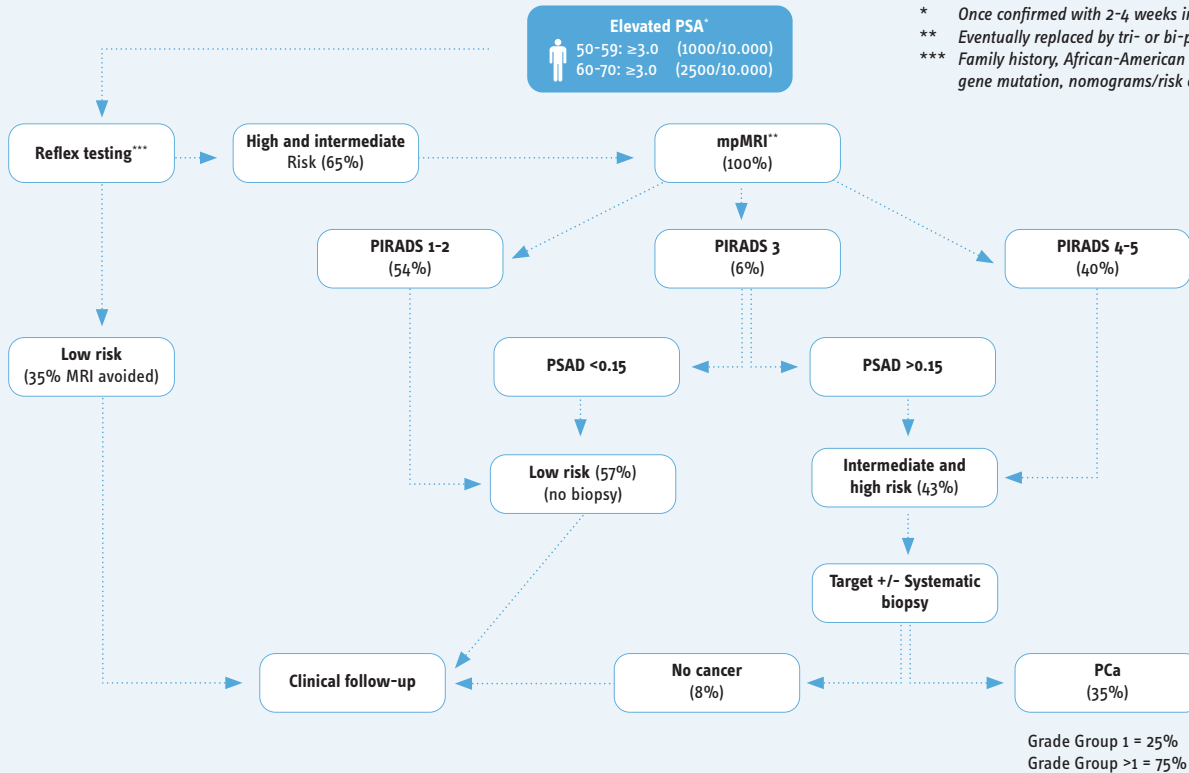 Elevated PSA*
50-59: ≥3.0 (1000/10.000)
60-70: ≥3.0 (2500/10.000)
* Once confirmed with 2-4 weeks
** Eventually replaced by tri- or
*** Family history, African-American
gene mutation, nomograms/risk
Reflex testing***
High and intermediate
Risk (65%)
mpMRI**
(100%)
PIRADS 1-2
(54%)
PIRADS 3
(6%)
PIRADS 4-5
(40%)
Low risk
(35% MRI avoided)
PSAD <0.15
PSAD >0.15
Low risk (57%)
(no biopsy)
Intermediate and
high risk (43%)
Target +/- Systematic
biopsy
Clinical follow-up
No cancer
(8%)
PCa
(35%)
Grade Group 1 = 25%
Grade Group >1 = 75%